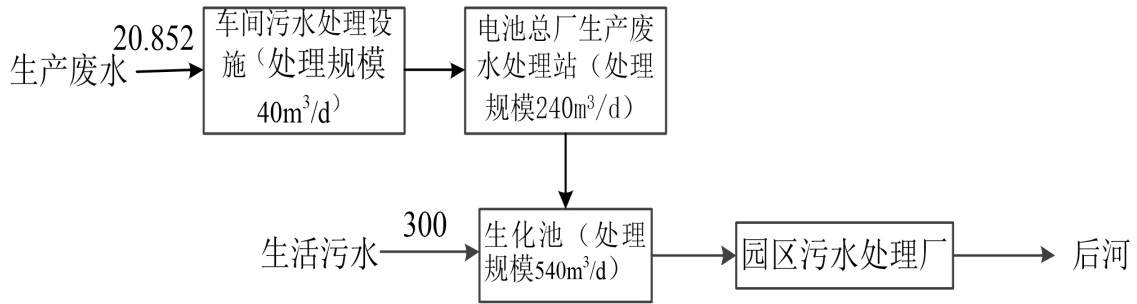 生产废水
20.852
车间污水处理设
施（处理规模
40m³/d）
电池总厂生产废
水处理站（处理
规模240m³/d）
生活污水
300
生化池（处理
规模540m³/d）
园区污水处理厂
后河